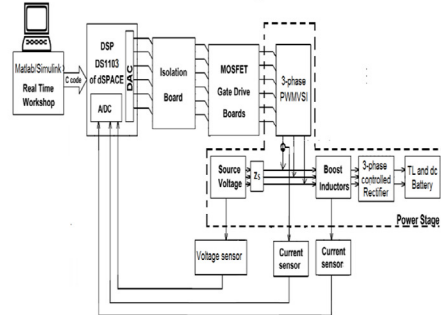 Matlab/Simulink
Real Time
Workshop
C code
DSP
DS1103
of dSPACE
DAC
A/DC
Isolation
Board
MOSFET
Gate Drive
Boards
3-phase
PWMVSI
Source
Voltage
Zs
Boost
Inductors
3-phase
controlled
Rectifier
TL and dc
Battery
Power Stage
Voltage sensor
Current
sensor
Current
sensor